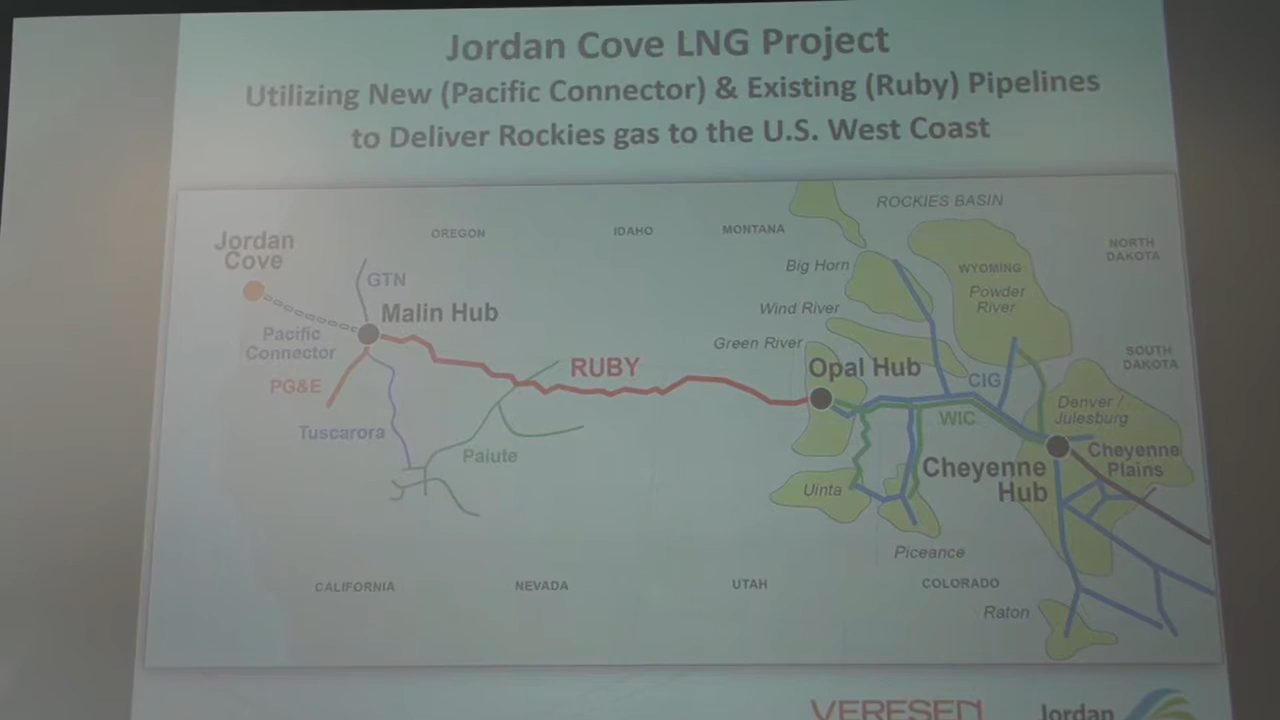 Jordan Cove LNG Project
Utilizing New (Pacific Connector) & Existing (Ruby) Pipelines
to Deliver Rockies gas to the U.S. West Coast
ROCKIES BASIN
OREGON
IDAHO
MONTANA
NORTH
DAKOTA
Jordan
Cove
GTN
Big Horn
WYOMING
Powder
River
Wind River
Malin Hub
Pacific
Connector
Green River
SOUTH
DAKOTA
RUBY
Opal Hub
CIG
PG&E
Denver /
Julesburg
WIC
Tuscarora
Paiute
Cheyenne
Plains
Cheyenne
Hub
Uinta
Piceance
CALIFORNIA
NEVADA
UTAH
COLORADO
Raton
VERESEN
Jordan